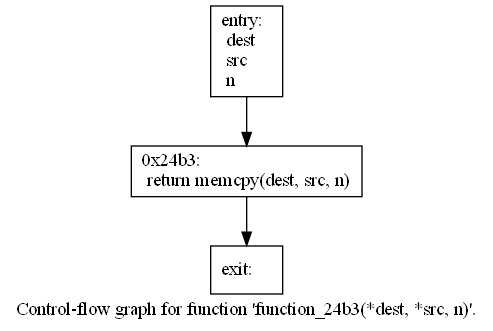 entry:
dest
src
n
0x24b3:
return memcpy(dest, src, n)
exit:
Control-flow graph for function 'function_24b3(*dest, *src, n)'.